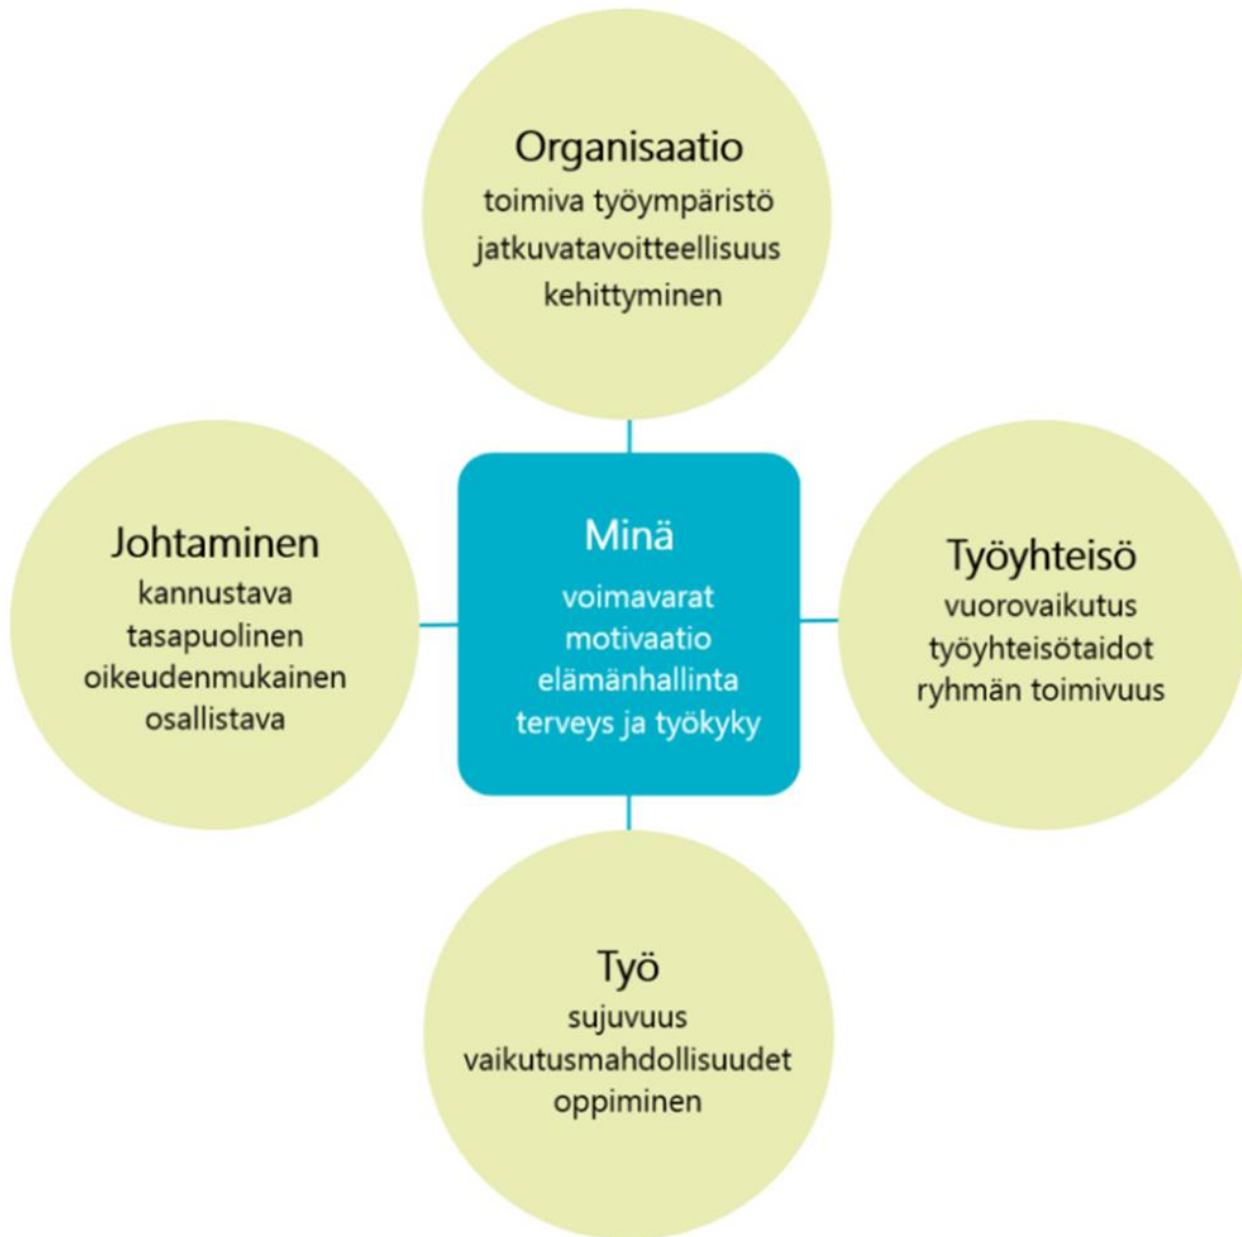 Organisaatio
toimiva työympäristö
jatkuvatavoitteellisuus
kehittyminen
Johtaminen
kannustava
tasapuolinen
oikeudenmukainen
osallistava
Minä
voimavarat
motivaatio
elämänhallinta
terveys ja työkyky
Työyhteisö
vuorovaikutus
työyhteisötaidot
ryhmän toimivuus
Työ
sujuvuus
vaikutusmahdollisuudet
oppiminen